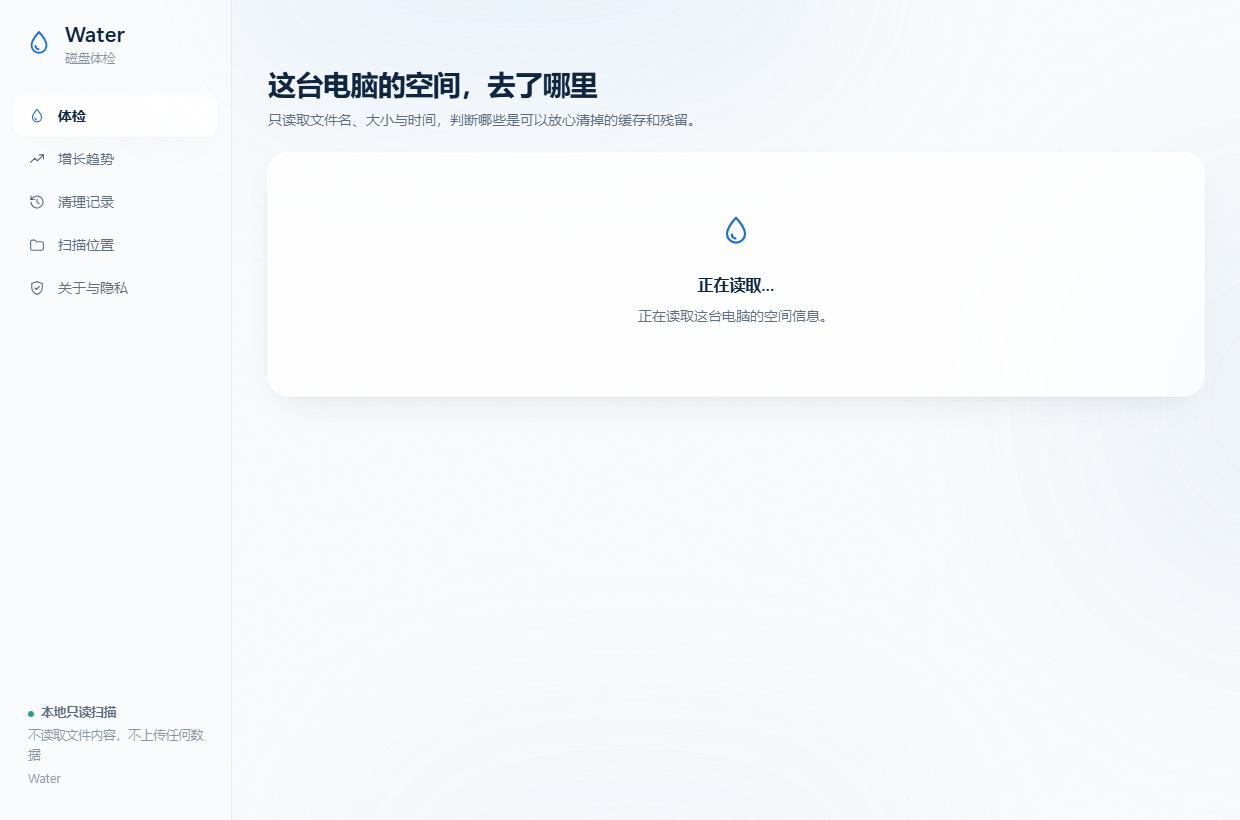 Water
磁盘体检
体检
增长趋势
清理记录
扫描位置
关于与隐私
本地只读扫描
不读取文件内容，不上传任何数
据
Water
这台电脑的空间，去了哪里
只读取文件名、大小与时间，判断哪些是可以放心清掉的缓存和残留。
正在读取...
正在读取这台电脑的空间信息。